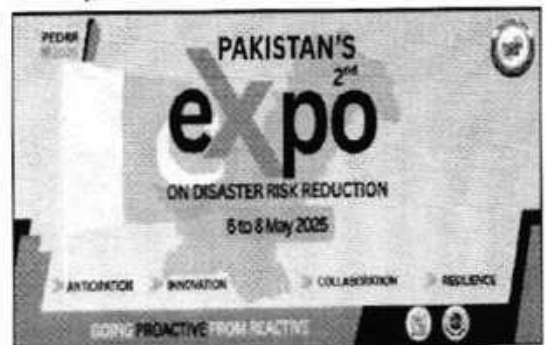 PEDRR
PAKISTAN'S
2nd
eXpo
ON DISASTER RISK REDUCTION
6 to 8 May 2025
ANTICIPATION INNOVATION COLLABORATION RESILIENCE
GOING PROACTIVE FROM REACTIVE